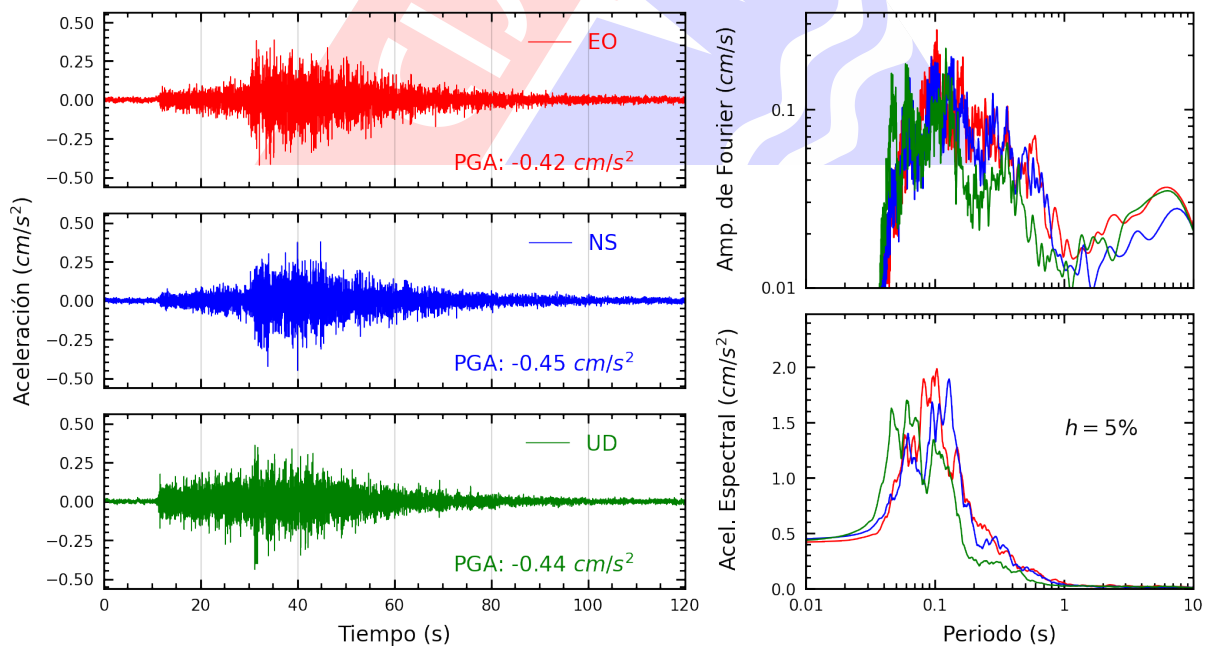 Aceleración (cm/s²)
0.50
0.25
0.00
−0.25
−0.50
EO
PGA: -0.42 cm/s²
0.50
0.25
0.00
−0.25
−0.50
NS
PGA: -0.45 cm/s²
0.50
0.25
0.00
−0.25
−0.50
UD
PGA: -0.44 cm/s²
0 20 40 60 80 100 120
Tiempo (s)
Amp. de Fourier (cm/s)
0.1
0.01
Acel. Espectral (cm/s²)
2.0
1.5
1.0
0.5
0.0
h = 5%
0.01 0.1 1 10
Periodo (s)